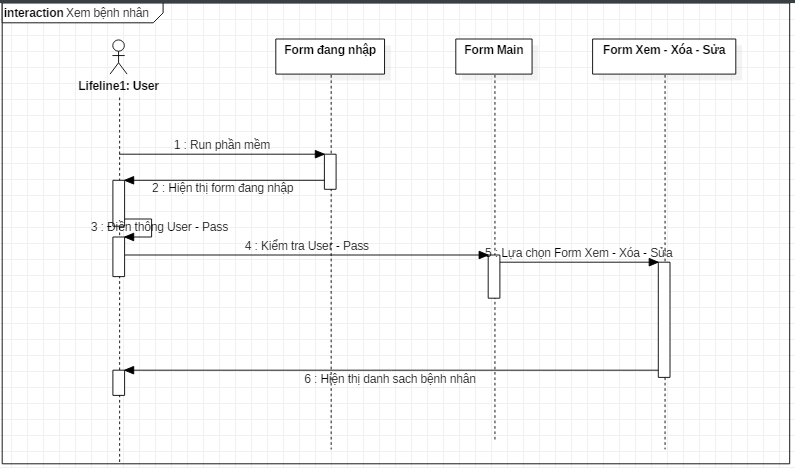 interaction Xem bệnh nhân
Form đang nhập
Form Main
Form Xem - Xóa - Sửa
Lifeline1: User
1 : Run phần mềm
2 : Hiện thị form đang nhập
3 : Điền thông User - Pass
4 : Kiểm tra User - Pass
5 : Lựa chọn Form Xem - Xóa - Sửa
6 : Hiện thị danh sach bệnh nhân